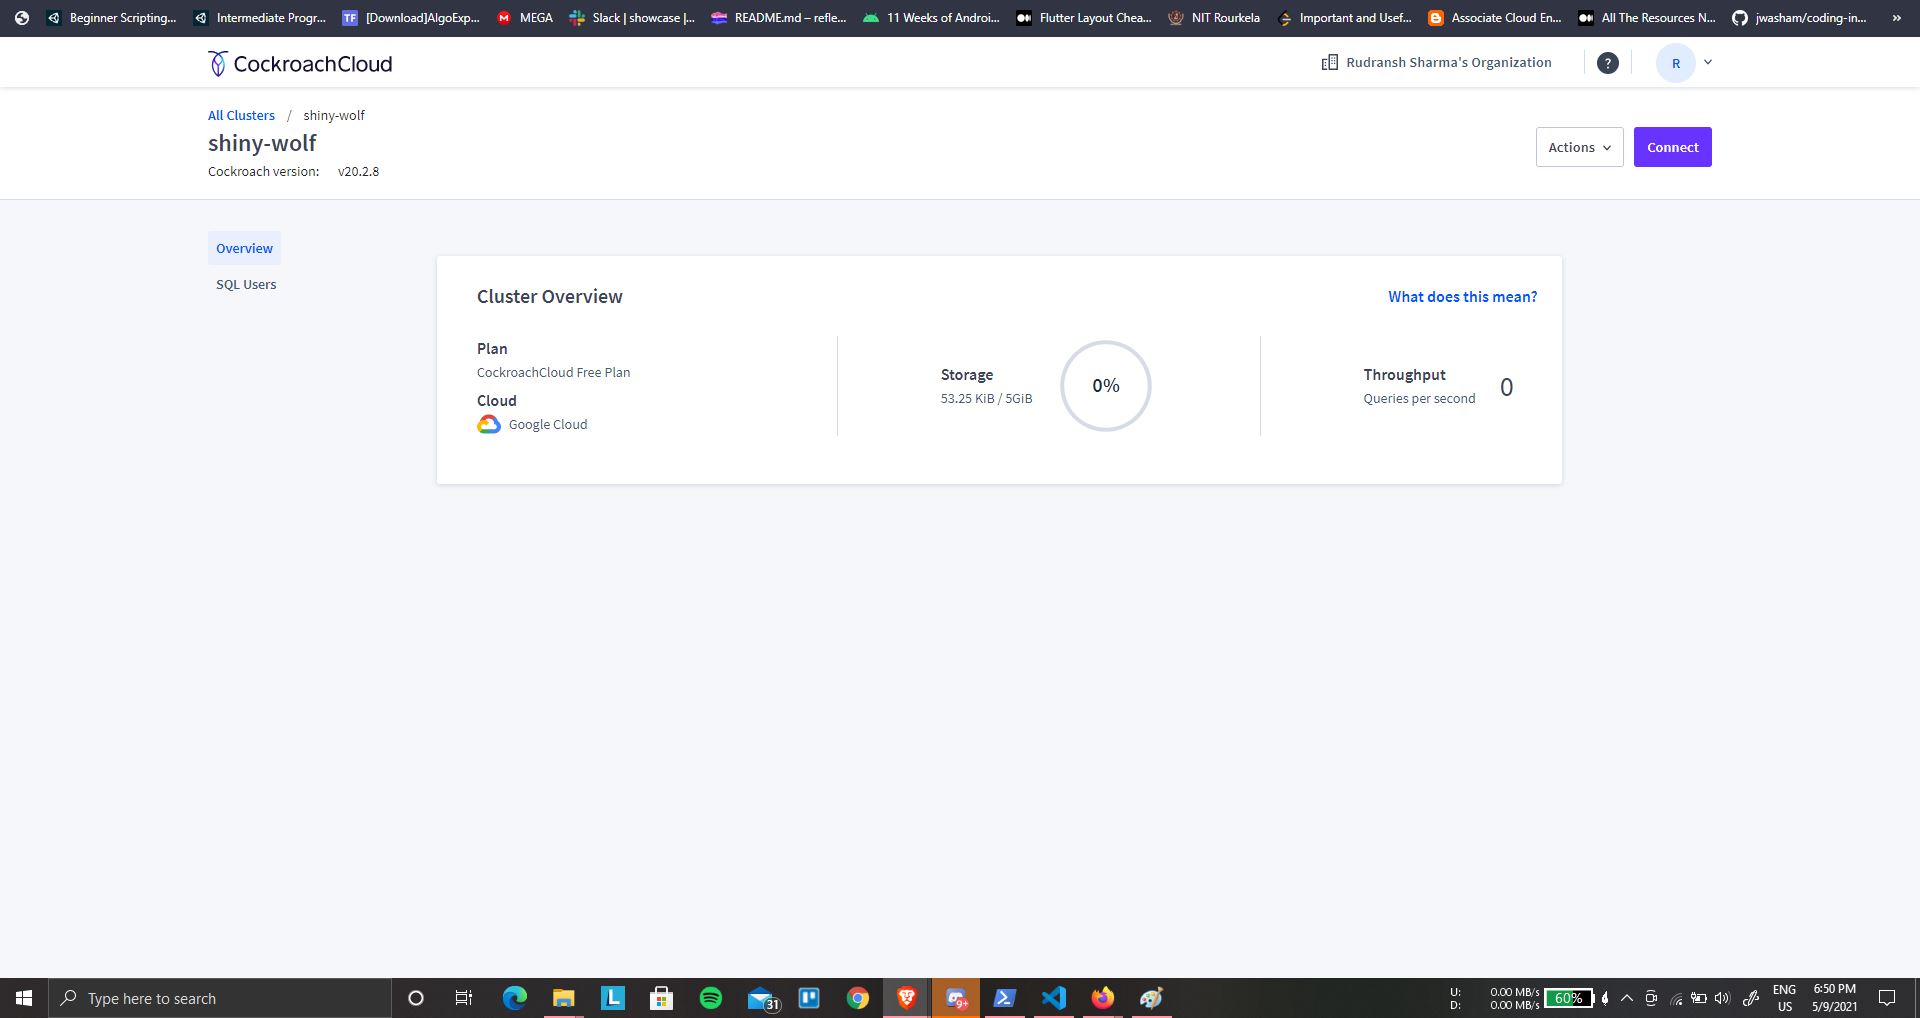 Beginner Scripting... Intermediate Progr... TF [Download]AlgoExp... M MEGA Slack | showcase |... README.md – refle... 11 Weeks of Androi... Flutter Layout Chea... NIT Rourkela Important and Usef... Associate Cloud En... All The Resources N... jwasham/coding-in... »
CockroachCloud Rudransh Sharma's Organization ? R
All Clusters / shiny-wolf
shiny-wolf
Cockroach version: v20.2.8
Actions Connect
Overview
SQL Users
Cluster Overview What does this mean?
Plan
CockroachCloud Free Plan
Cloud
Google Cloud
Storage
53.25 KiB / 5GiB
0%
Throughput
Queries per second
0
Type here to search
L
31
9+
U: 0.00 MB/s
D: 0.00 MB/s
60%
ENG
US
6:50 PM
5/9/2021